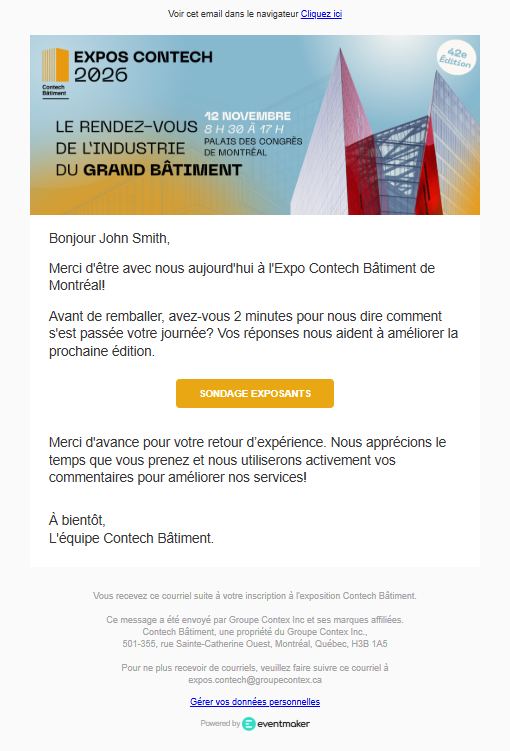 Voir cet email dans le navigateur Cliquez ici
EXPOS CONTECH
2026
Contech
Bâtiment
42e
Édition
LE RENDEZ-VOUS
DE L'INDUSTRIE
DU GRAND BÂTIMENT
12 NOVEMBRE
8 H 30 À 17 H
PALAIS DES CONGRÈS
DE MONTRÉAL
Bonjour John Smith,
Merci d'être avec nous aujourd'hui à l'Expo Contech Bâtiment de
Montréal!
Avant de remballer, avez-vous 2 minutes pour nous dire comment
s'est passée votre journée? Vos réponses nous aident à améliorer la
prochaine édition.
SONDAGE EXPOSANTS
Merci d'avance pour votre retour d’expérience. Nous apprécions le
temps que vous prenez et nous utiliserons activement vos
commentaires pour améliorer nos services!
À bientôt,
L'équipe Contech Bâtiment.
Vous recevez ce courriel suite à votre inscription à l'exposition Contech Bâtiment.
Ce message a été envoyé par Groupe Contex Inc et ses marques affiliées.
Contech Bâtiment, une propriété du Groupe Contex Inc.,
501-355, rue Sainte-Catherine Ouest, Montréal, Québec, H3B 1A5
Pour ne plus recevoir de courriels, veuillez faire suivre ce courriel à
expos.contech@groupecontex.ca
Gérer vos données personnelles
Powered by eventmaker